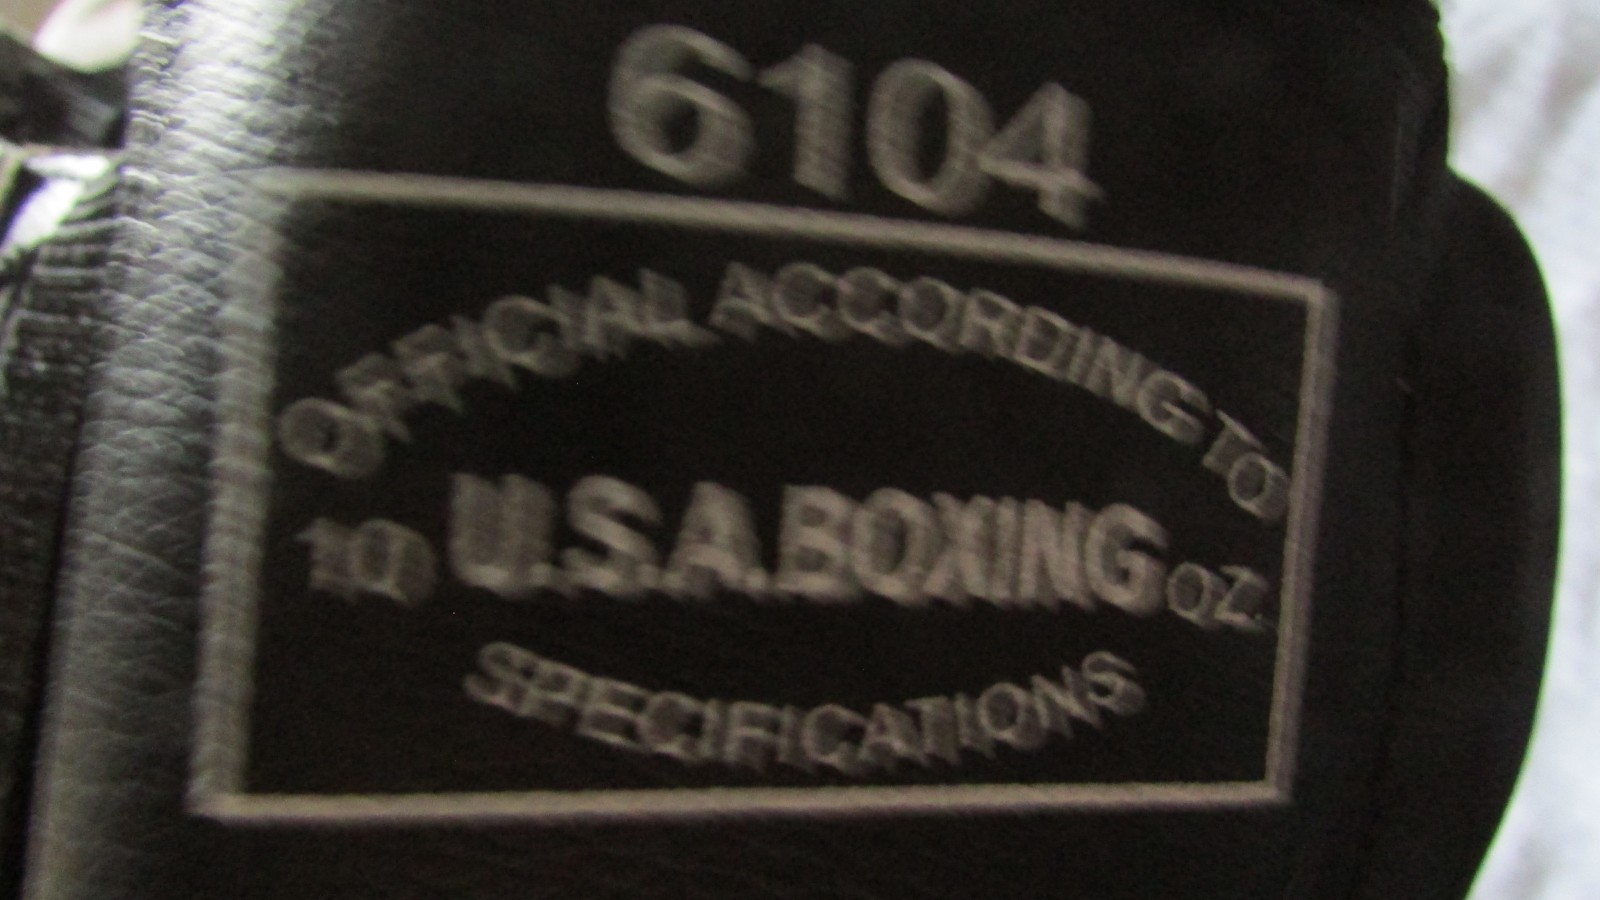 6104
OFFICIAL ACCORDING TO
10 U.S.A. BOXING OZ.
SPECIFICATIONS